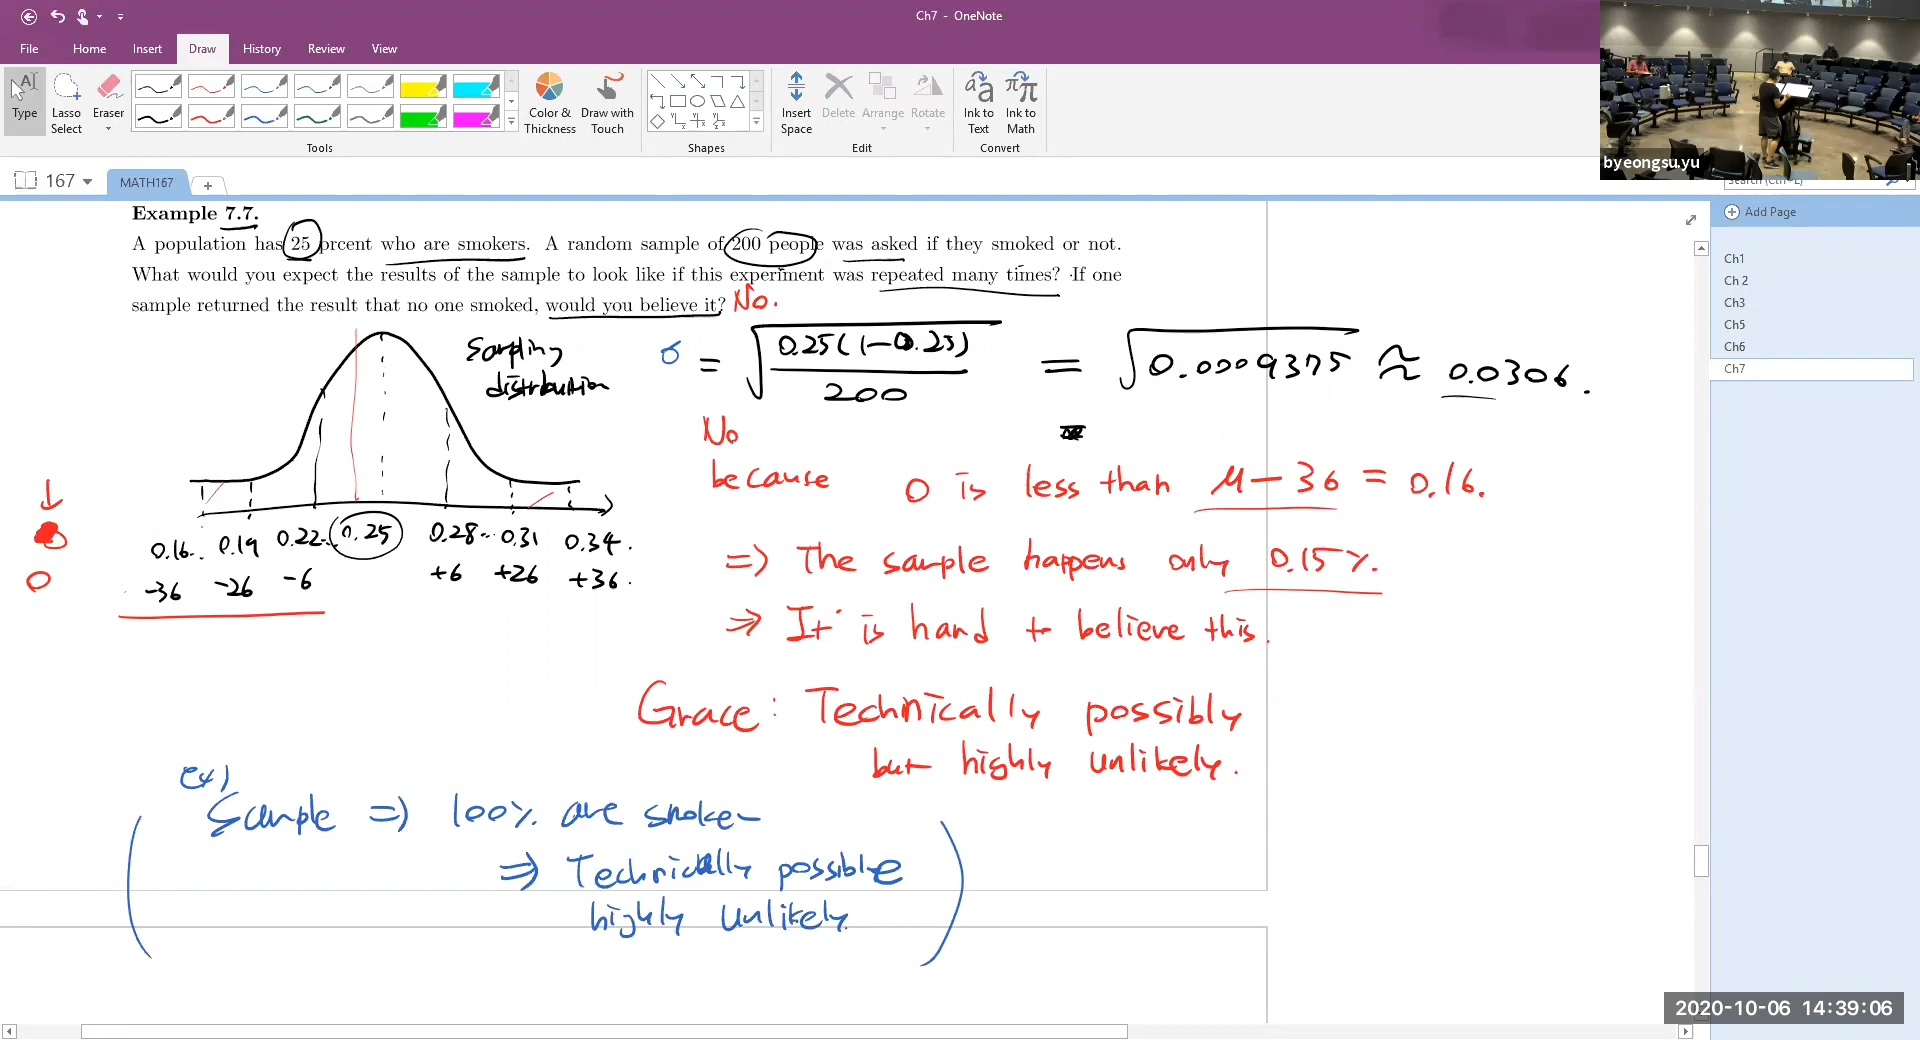 Ch7 - OneNote
File Home Insert Draw History Review View
Type
Lasso Select
Eraser
Color & Thickness
Draw with Touch
Insert Space
Delete
Arrange
Rotate
Ink to Text
Ink to Math
Tools
Shapes
Edit
Convert
byeongsu.yu
167
MATH167
Search (Ctrl+E)
Add Page
Ch1
Ch 2
Ch3
Ch5
Ch6
Ch7
Example 7.7.
A population has 25 prcent who are smokers. A random sample of 200 people was asked if they smoked or not.
What would you expect the results of the sample to look like if this experiment was repeated many times? If one
sample returned the result that no one smoked, would you believe it? No.
Sampling
distribution
σ = √(0.25(1-0.25)/200) = √0.0009375 ≈ 0.0306.
No
because 0 is less than μ-3σ = 0.16.
0.16 0.19 0.22 0.25 0.28 0.31 0.34
-3σ -2σ -σ +σ +2σ +3σ
0
⇒ The sample happens only 0.15%.
⇒ It is hard to believe this.
Grace: Technically possibly
but highly unlikely.
ex)
Sample ⇒ 100% are smoker
⇒ Technically possible
highly unlikely.
2020-10-06 14:39:06